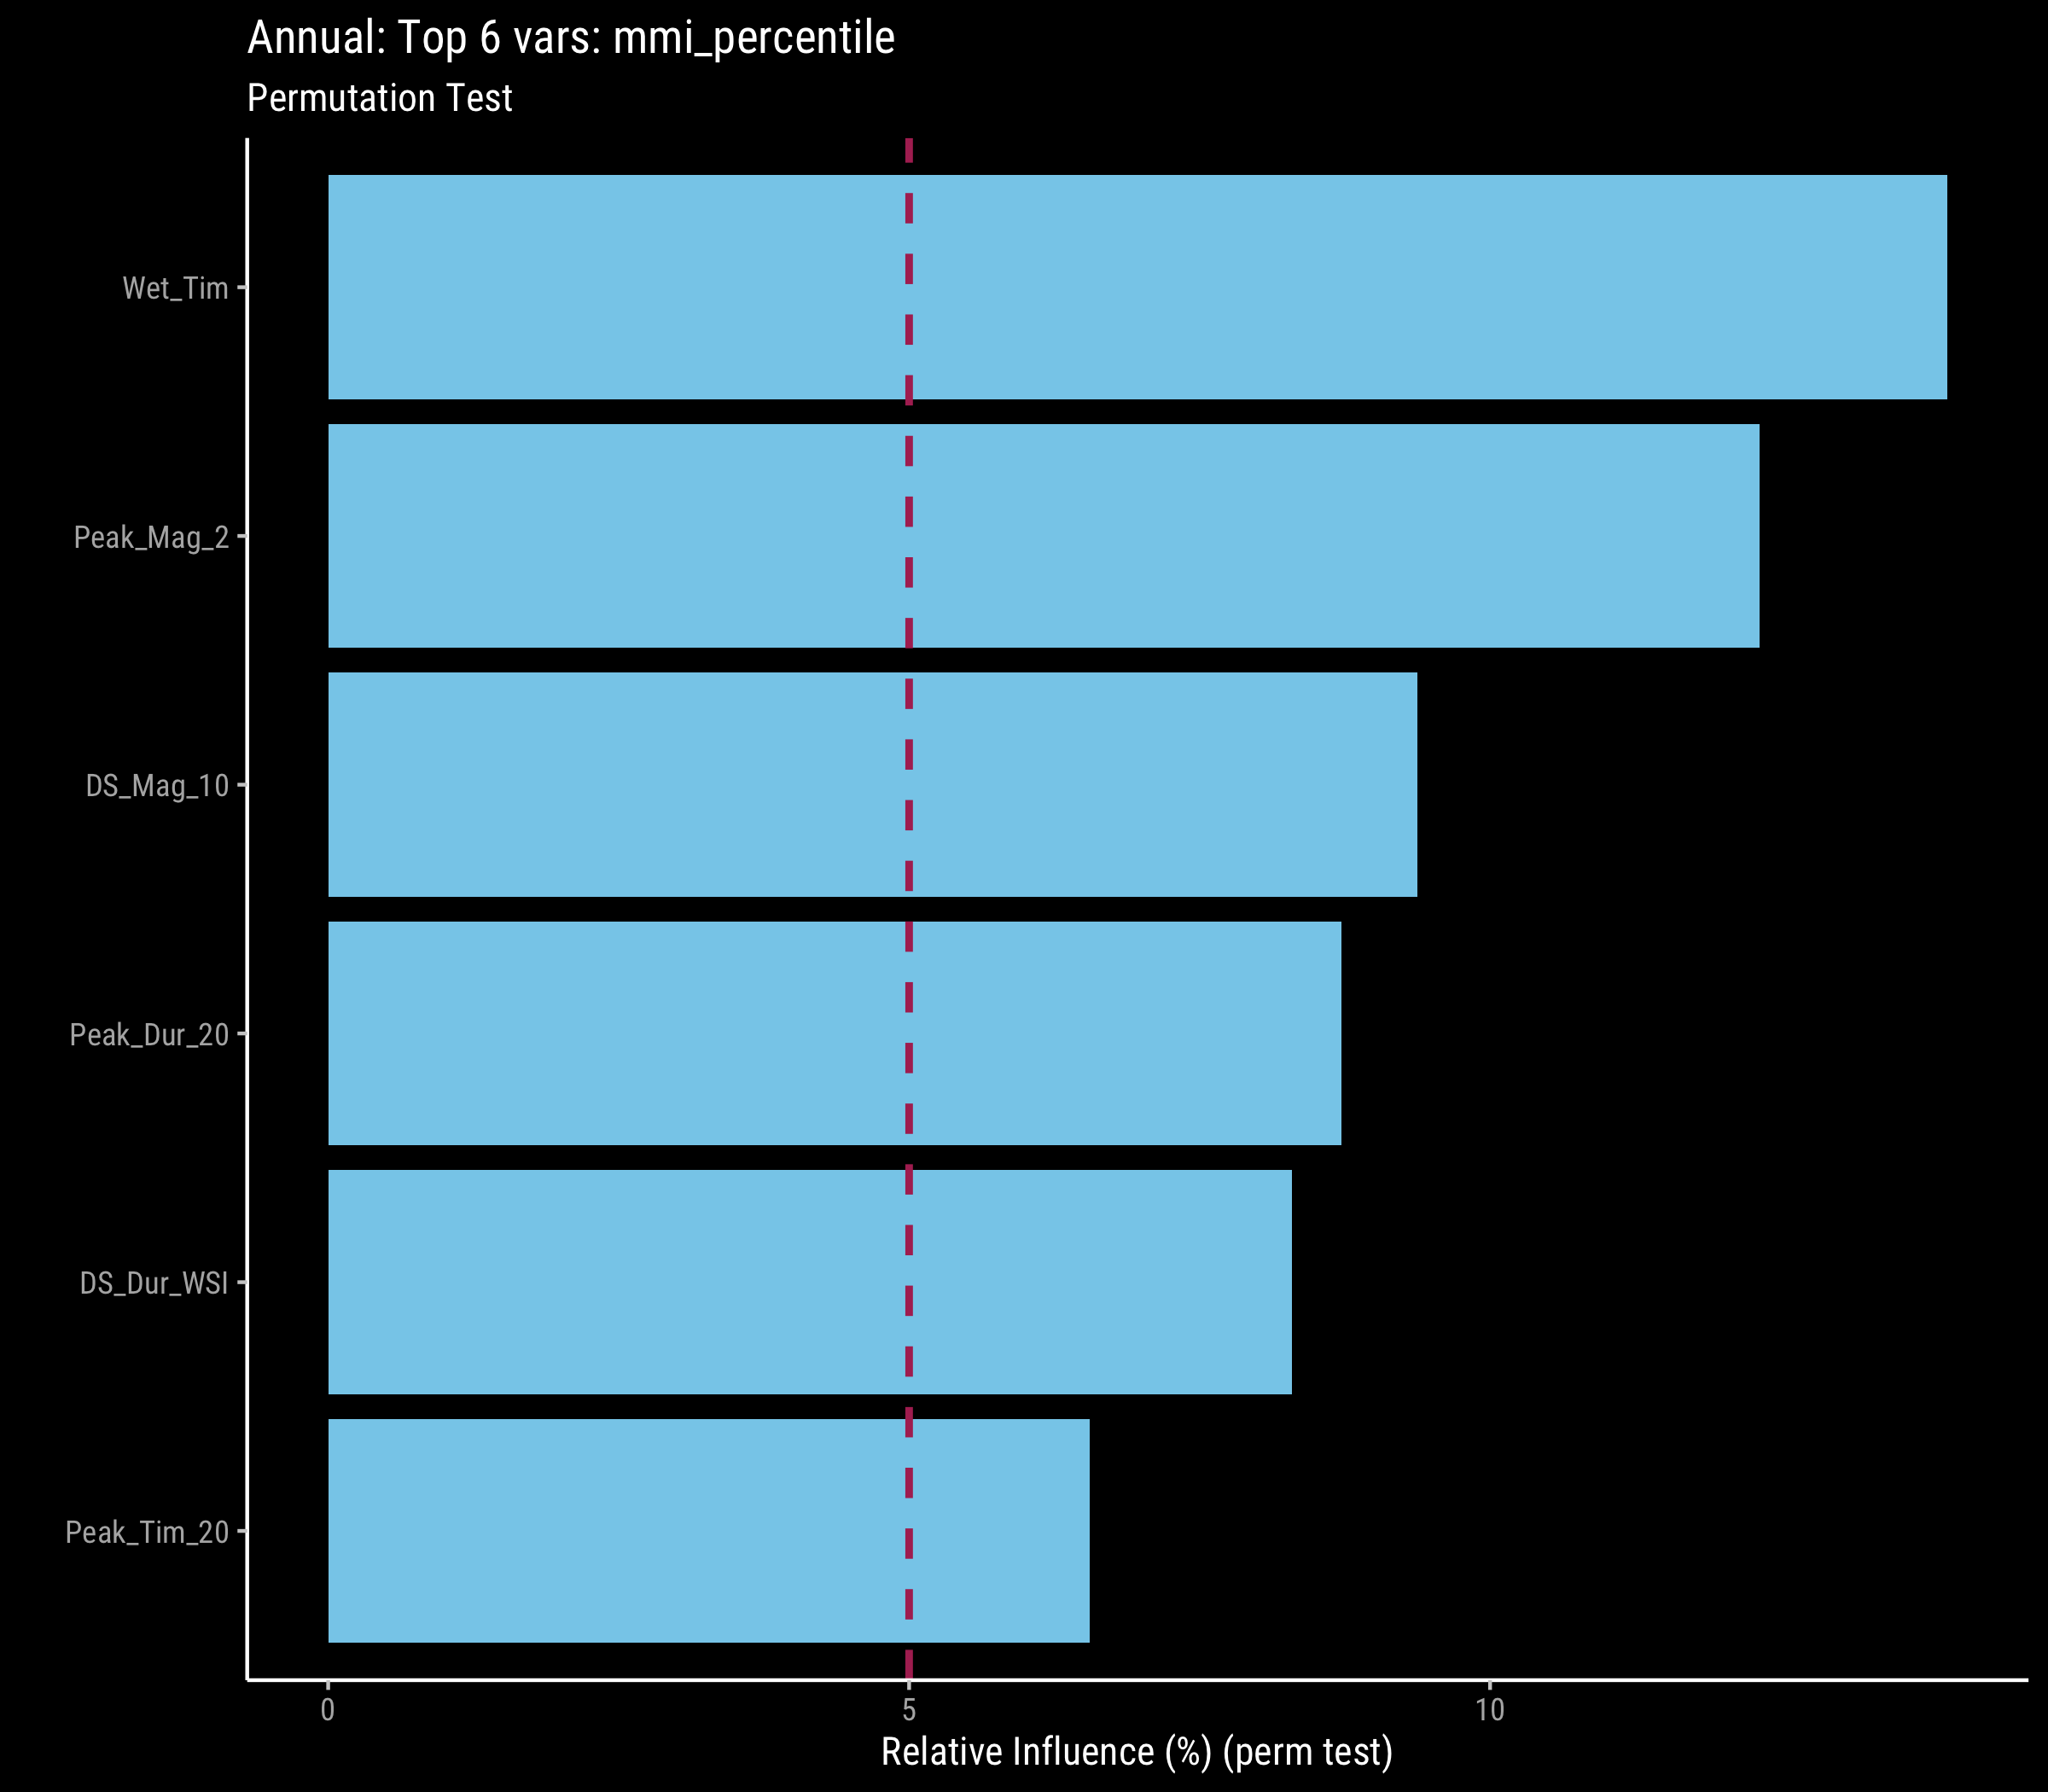 Annual: Top 6 vars: mmi_percentile
Permutation Test
Wet_Tim
Peak_Mag_2
DS_Mag_10
Peak_Dur_20
DS_Dur_WSI
Peak_Tim_20
0 5 10
Relative Influence (%) (perm test)